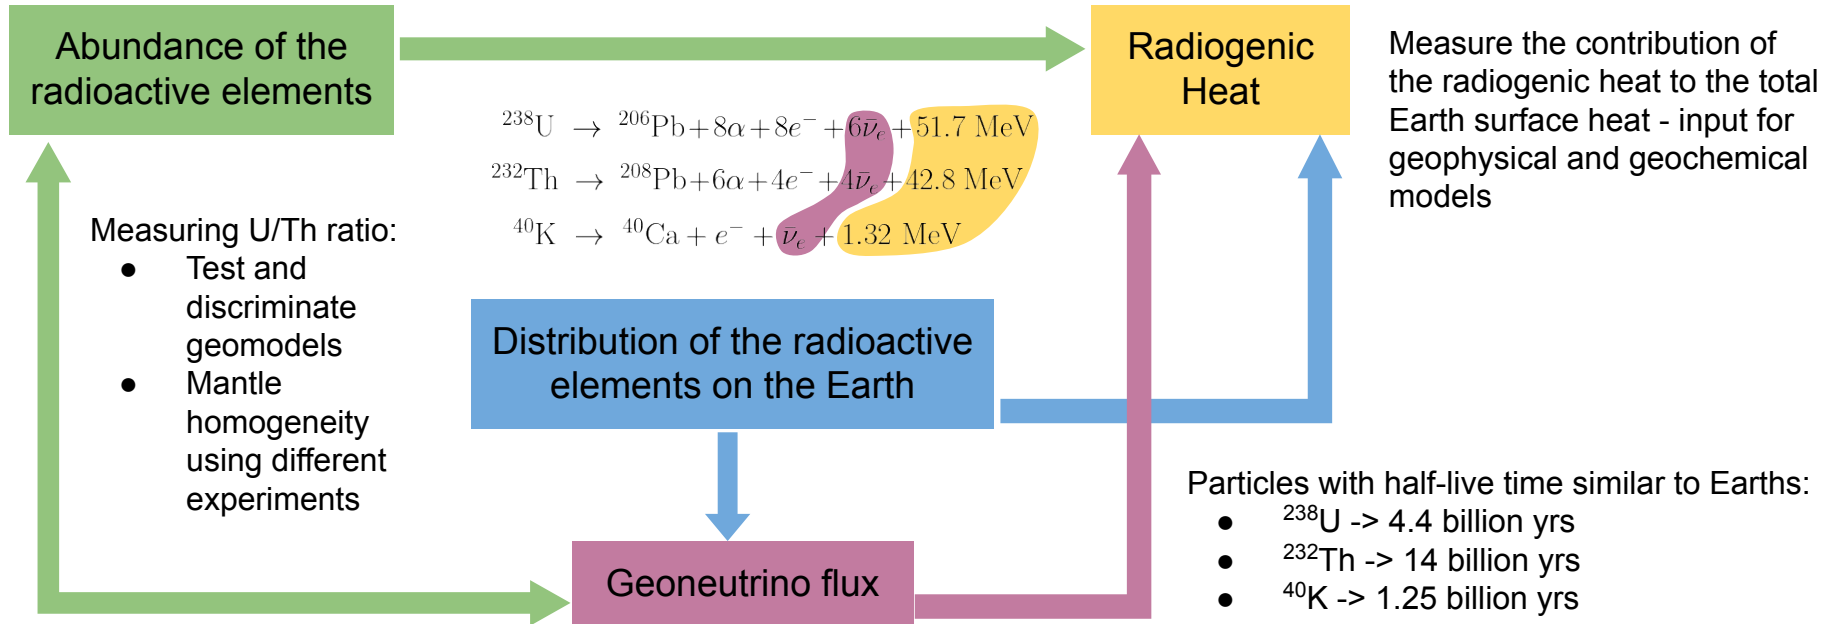 Abundance of the
radioactive elements
Radiogenic
Heat
Measure the contribution of
the radiogenic heat to the total
Earth surface heat - input for
geophysical and geochemical
models
²³⁸U → ²⁰⁶Pb + 8α + 8e⁻ + 6ν̄ₑ + 51.7 MeV
²³²Th → ²⁰⁸Pb + 6α + 4e⁻ + 4ν̄ₑ + 42.8 MeV
⁴⁰K → ⁴⁰Ca + e⁻ + ν̄ₑ + 1.32 MeV
Measuring U/Th ratio:
● Test and
discriminate
geomodels
● Mantle
homogeneity
using different
experiments
Distribution of the radioactive
elements on the Earth
Geoneutrino flux
Particles with half-live time similar to Earths:
● ²³⁸U -> 4.4 billion yrs
● ²³²Th -> 14 billion yrs
● ⁴⁰K -> 1.25 billion yrs